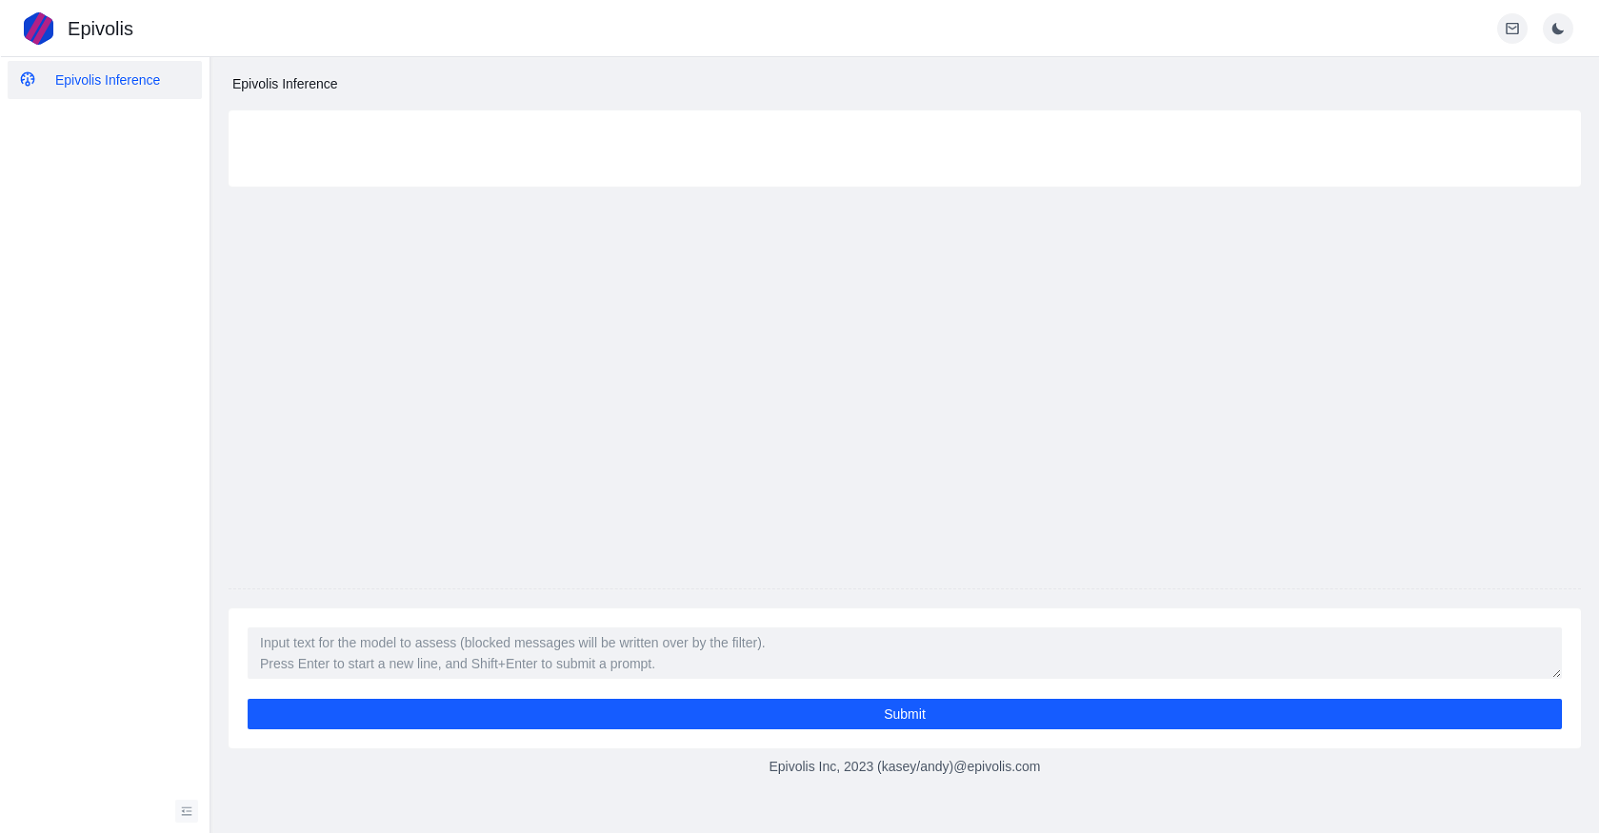 Epivolis
Epivolis Inference
Epivolis Inference
Input text for the model to assess (blocked messages will be written over by the filter).
Press Enter to start a new line, and Shift+Enter to submit a prompt.
Submit
Epivolis Inc, 2023 (kasey/andy)@epivolis.com